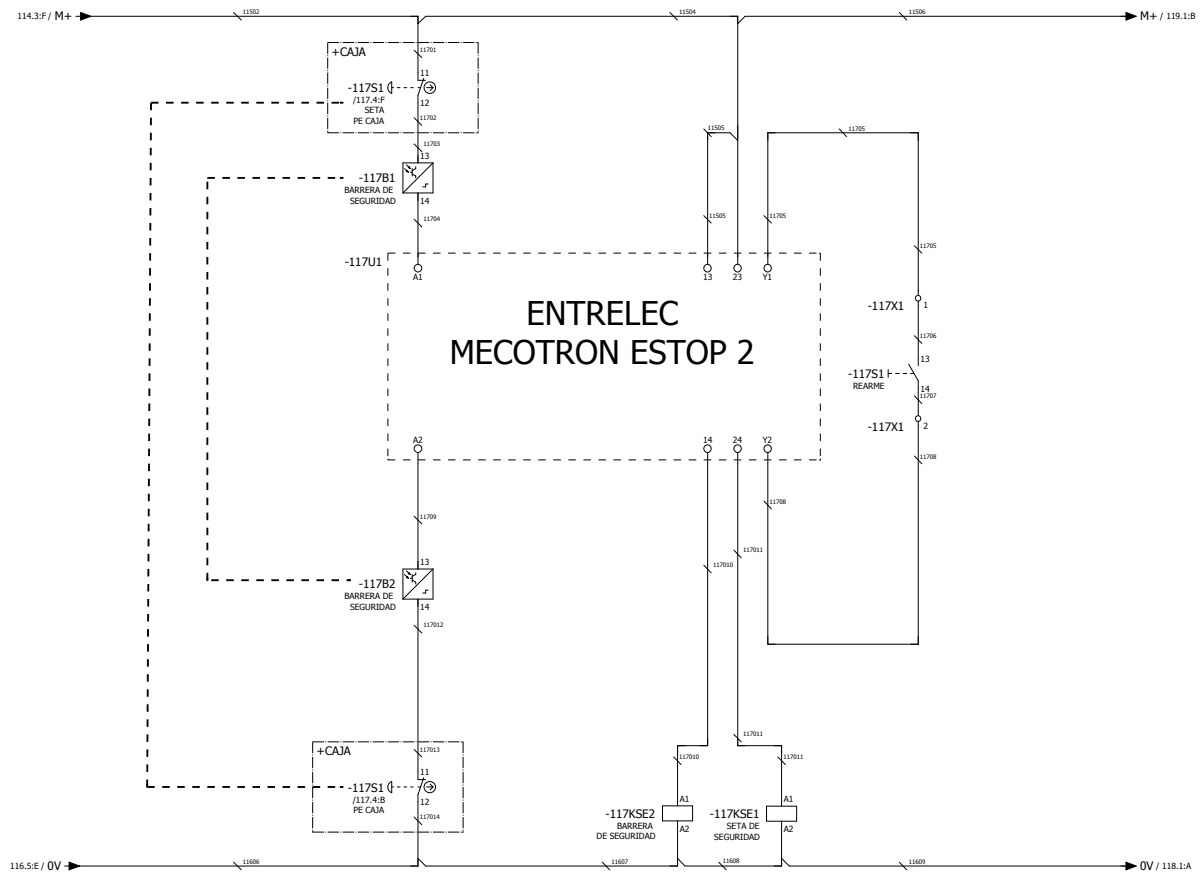 114.3:F / M+
11502
11504
11506
M+ / 119.1:B
+CAJA
11701
-117S1
11
/117.4:F
SETA
PE CAJA
12
11702
11703
13
-117B1
BARRERA DE
SEGURIDAD
14
11704
11505
11705
11505
11705
11705
-117U1
A1
13
23
Y1
ENTRELEC
MECOTRON ESTOP 2
-117X1
1
11706
13
-117S1
REARME
14
11707
-117X1
2
11708
A2
14
24
Y2
11708
11709
117011
117010
13
-117B2
BARRERA DE
SEGURIDAD
14
117012
117011
+CAJA
117013
117010
117011
-117S1
11
/117.4:B
PE CAJA
12
117014
-117KSE2
BARRERA
DE SEGURIDAD
A1
A2
-117KSE1
SETA DE
SEGURIDAD
A1
A2
116.5:E / 0V
11606
11607
11608
11609
0V / 118.1:A